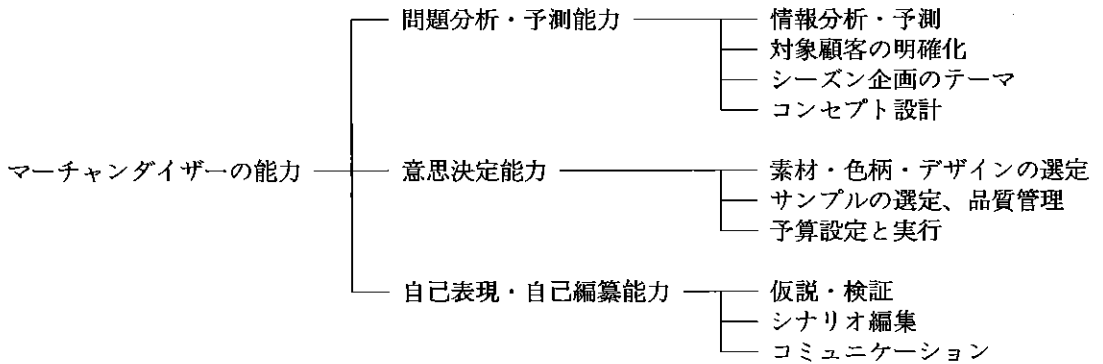 問題分析・予測能力
情報分析・予測
対象顧客の明確化
シーズン企画のテーマ
コンセプト設計
マーチャンダイザーの能力
意思決定能力
素材・色柄・デザインの選定
サンプルの選定、品質管理
予算設定と実行
自己表現・自己編纂能力
仮説・検証
シナリオ編集
コミュニケーション